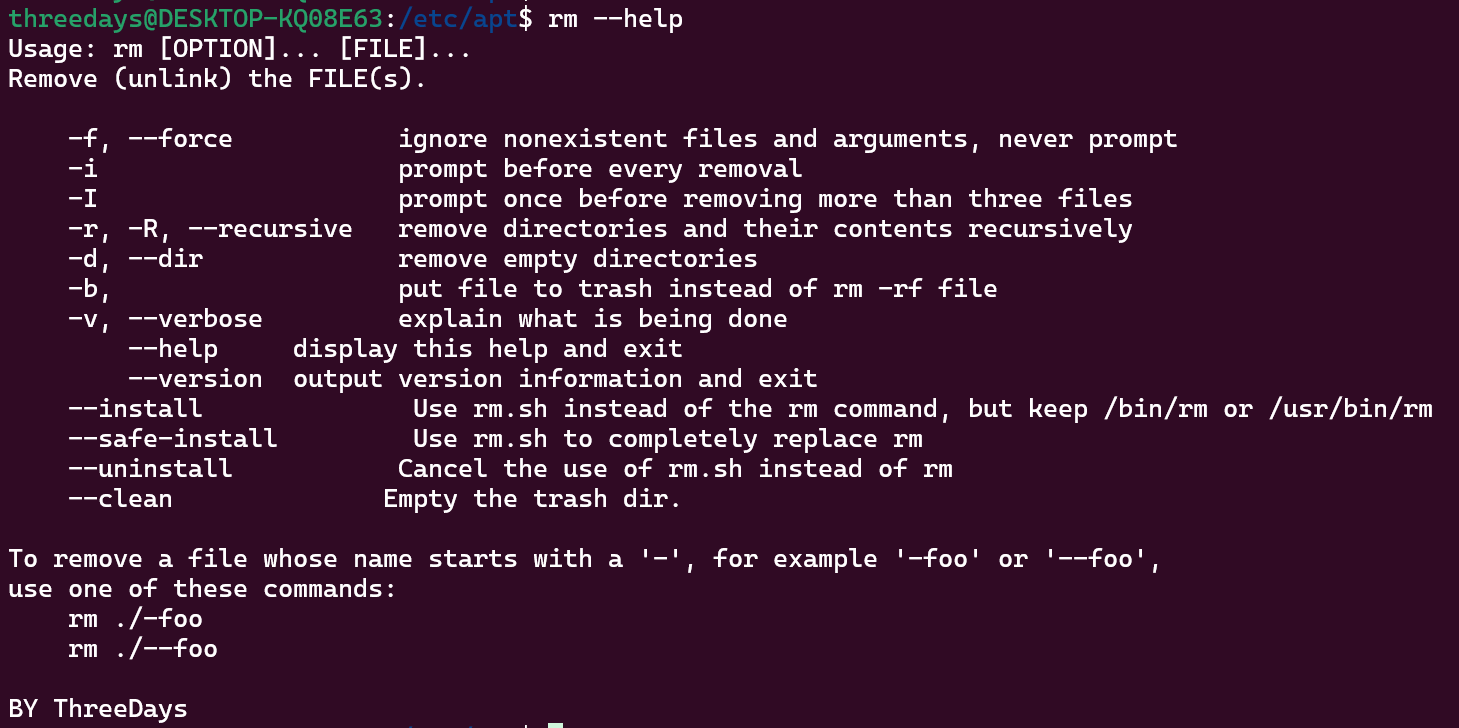 threedays@DESKTOP-KQ08E63:/etc/apt$ rm --help
Usage: rm [OPTION]... [FILE]...
Remove (unlink) the FILE(s).

    -f, --force           ignore nonexistent files and arguments, never prompt
    -i                    prompt before every removal
    -I                    prompt once before removing more than three files
    -r, -R, --recursive   remove directories and their contents recursively
    -d, --dir             remove empty directories
    -b,                   put file to trash instead of rm -rf file
    -v, --verbose         explain what is being done
        --help     display this help and exit
        --version  output version information and exit
    --install              Use rm.sh instead of the rm command, but keep /bin/rm or /usr/bin/rm
    --safe-install         Use rm.sh to completely replace rm
    --uninstall           Cancel the use of rm.sh instead of rm
    --clean              Empty the trash dir.

To remove a file whose name starts with a '-', for example '-foo' or '--foo',
use one of these commands:
    rm ./-foo
    rm ./--foo

BY ThreeDays